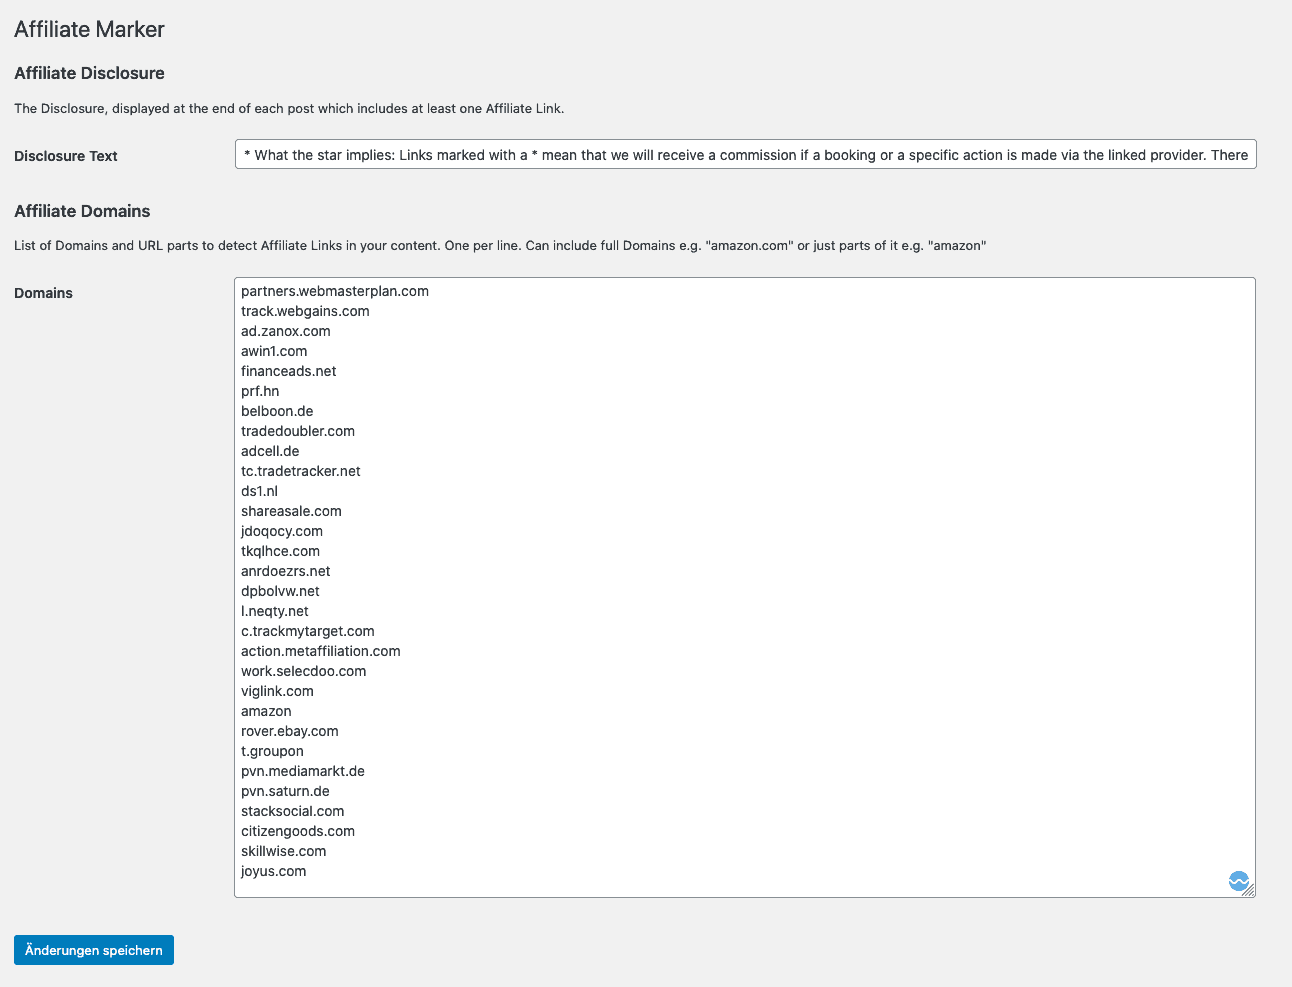 Affiliate Marker
Affiliate Disclosure
The Disclosure, displayed at the end of each post which includes at least one Affiliate Link.
Disclosure Text
* What the star implies: Links marked with a * mean that we will receive a commission if a booking or a specific action is made via the linked provider. There
Affiliate Domains
List of Domains and URL parts to detect Affiliate Links in your content. One per line. Can include full Domains e.g. "amazon.com" or just parts of it e.g. "amazon"
Domains
partners.webmasterplan.com
track.webgains.com
ad.zanox.com
awin1.com
financeads.net
prf.hn
belboon.de
tradedoubler.com
adcell.de
tc.tradetracker.net
ds1.nl
shareasale.com
jdoqocy.com
tkqlhce.com
anrdoezrs.net
dpbolvw.net
l.neqty.net
c.trackmytarget.com
action.metaffiliation.com
work.selecdoo.com
viglink.com
amazon
rover.ebay.com
t.groupon
pvn.mediamarkt.de
pvn.saturn.de
stacksocial.com
citizengoods.com
skillwise.com
joyus.com
Änderungen speichern